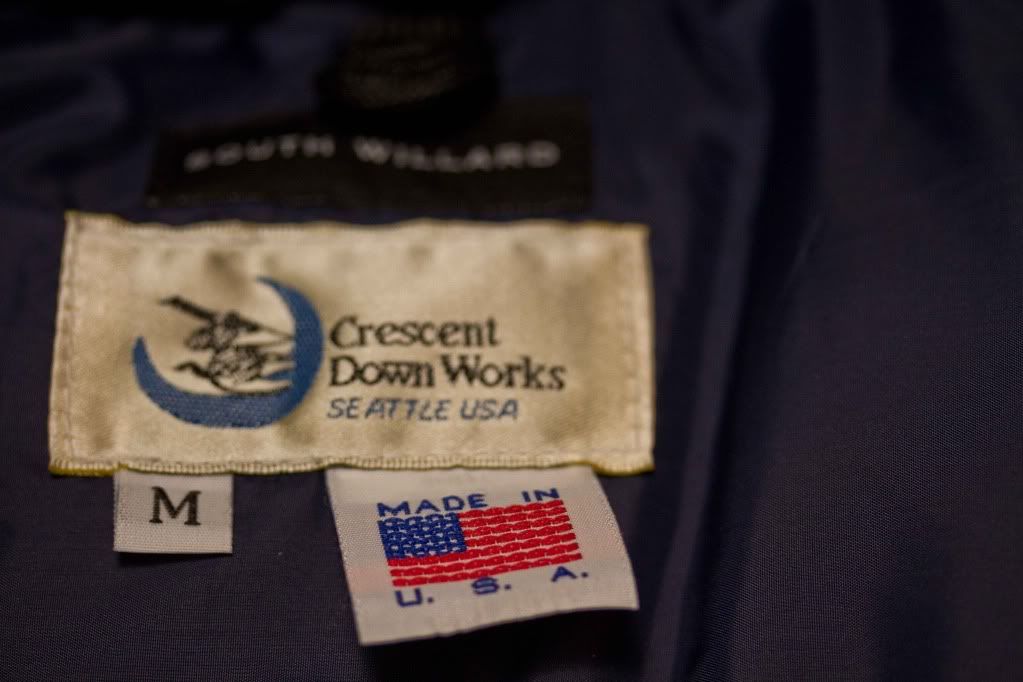 SOUTH WILLARD
Crescent
Down Works
SEATTLE USA
M
MADE IN
U. S. A.